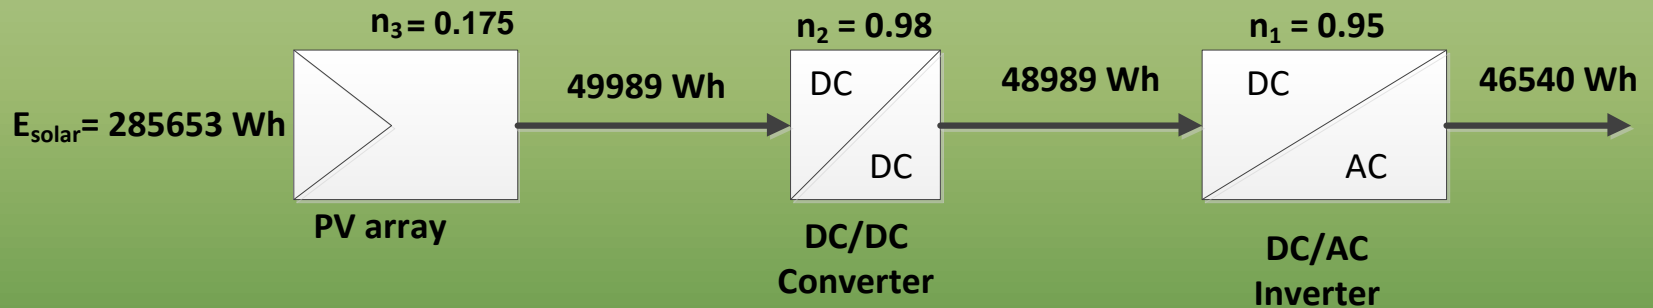 n₃ = 0.175
n₂ = 0.98
n₁ = 0.95
E_solar= 285653 Wh
49989 Wh
DC
DC
48989 Wh
DC
AC
46540 Wh
PV array
DC/DC
Converter
DC/AC
Inverter